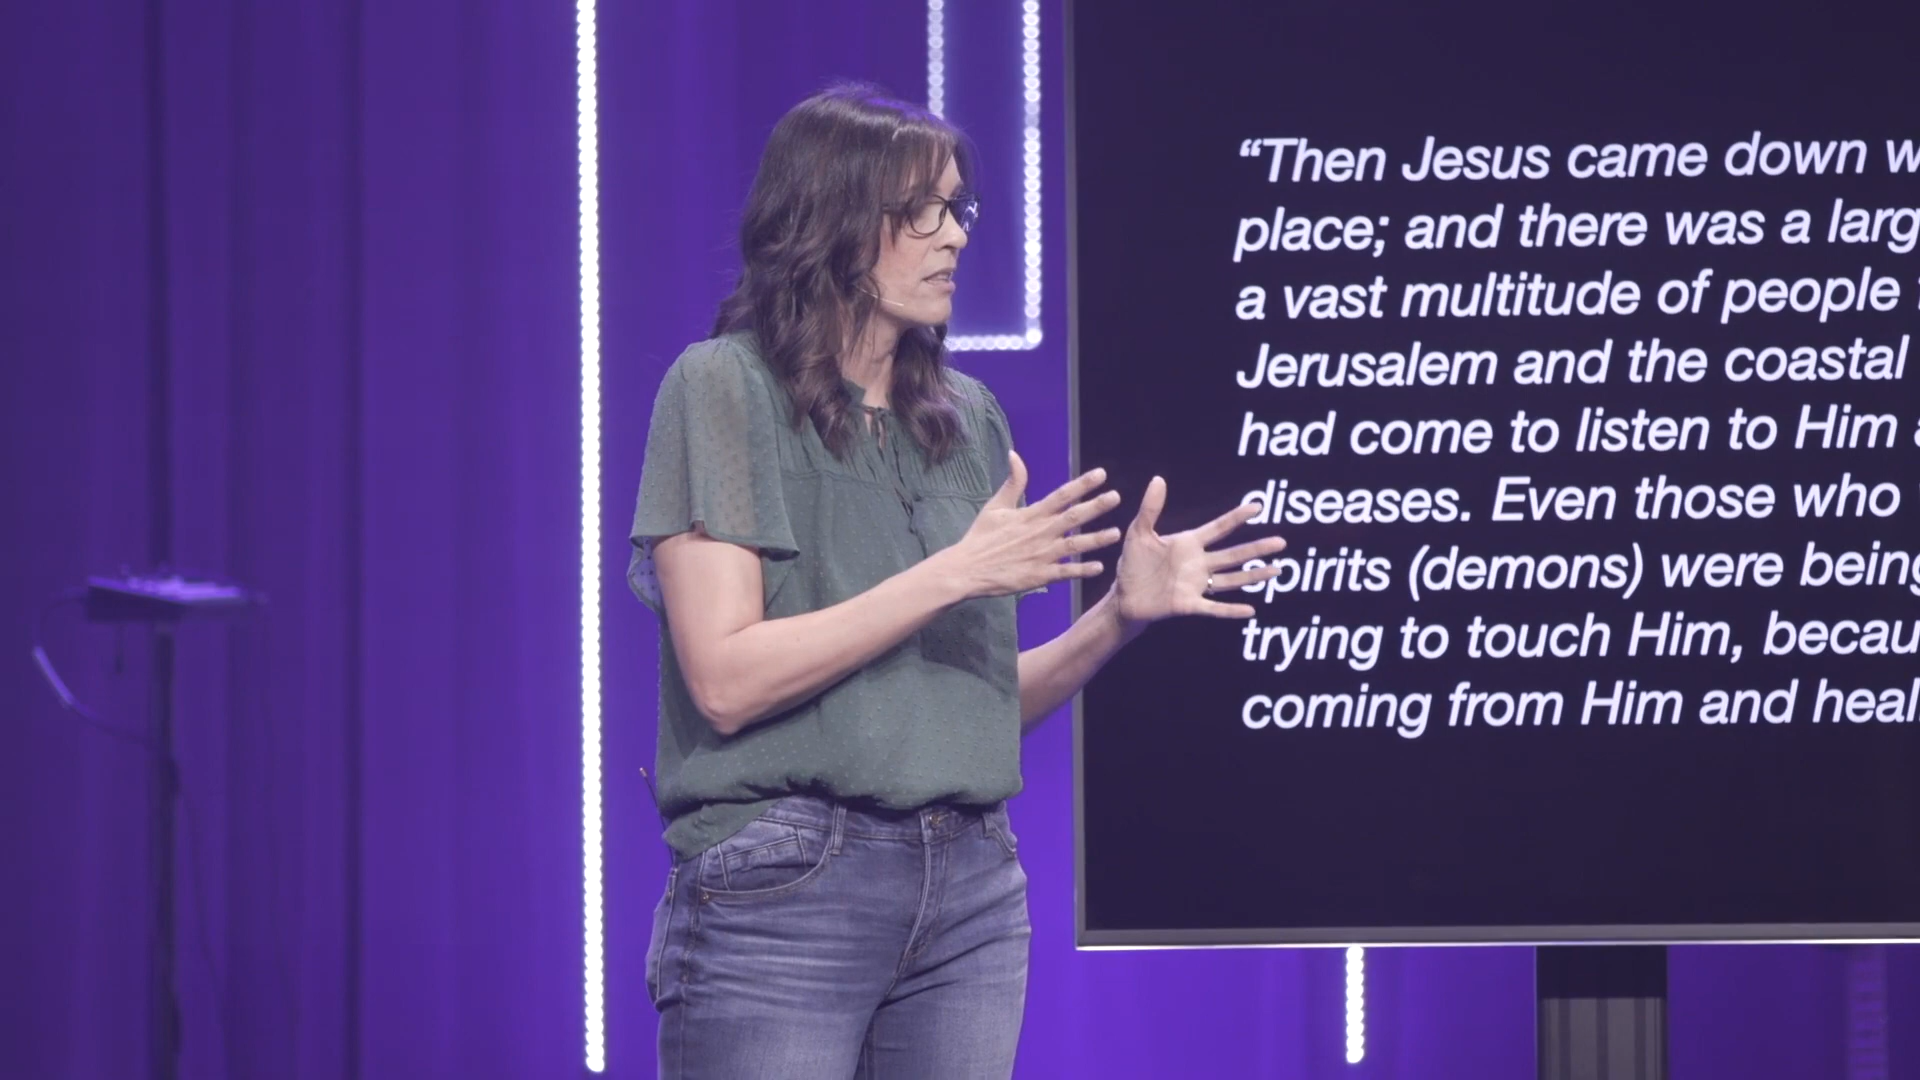 “Then Jesus came down w
place; and there was a larg
a vast multitude of people
Jerusalem and the coastal
had come to listen to Him
diseases. Even those who
spirits (demons) were being
trying to touch Him, becau
coming from Him and heal